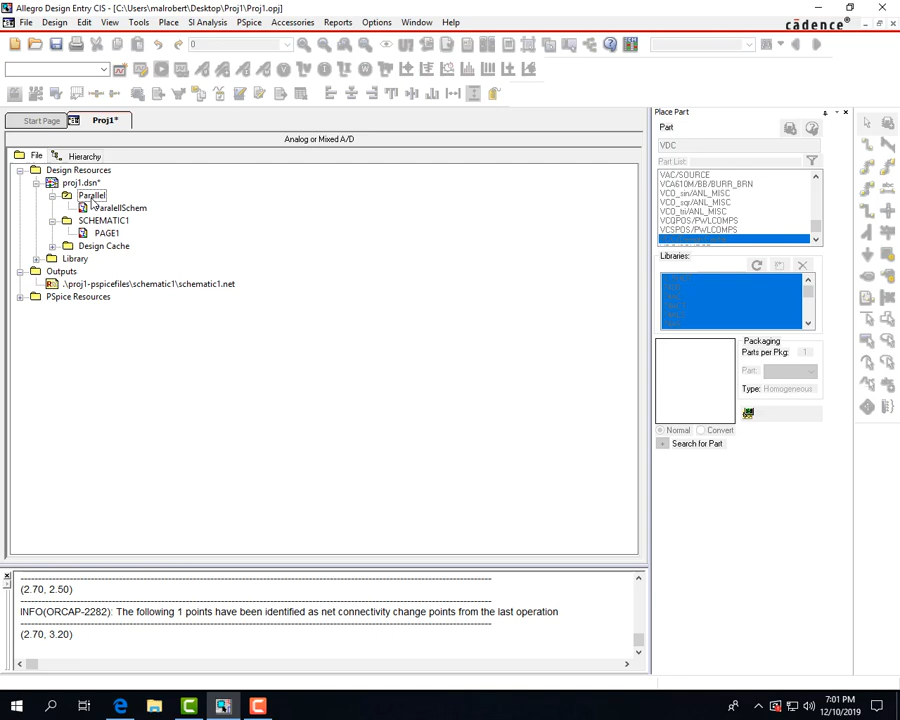 Allegro Design Entry CIS - [C:\Users\malrobert\Desktop\Proj1\Proj1.opj]
File Design Edit View Tools Place SI Analysis PSpice Accessories Reports Options Window Help
cādence®
0
Start Page Proj1*
Analog or Mixed A/D
File Hierarchy
Design Resources
proj1.dsn*
Parallel
ParalellSchem
SCHEMATIC1
PAGE1
Design Cache
Library
Outputs
.\proj1-pspicefiles\schematic1\schematic1.net
PSpice Resources
Place Part
Part
VDC
Part List:
VAC/SOURCE
VCA610M/BB/BURR_BRN
VCO_sin/ANL_MISC
VCO_sqr/ANL_MISC
VCO_tri/ANL_MISC
VCQPOS/PWLCOMPS
VCSPOS/PWLCOMPS
Libraries:
Packaging
Parts per Pkg: 1
Part:
Type: Homogeneous
Normal Convert
Search for Part
(2.70, 2.50)
INFO(ORCAP-2282): The following 1 points have been identified as net connectivity change points from the last operation
(2.70, 3.20)
7:01 PM
12/10/2019